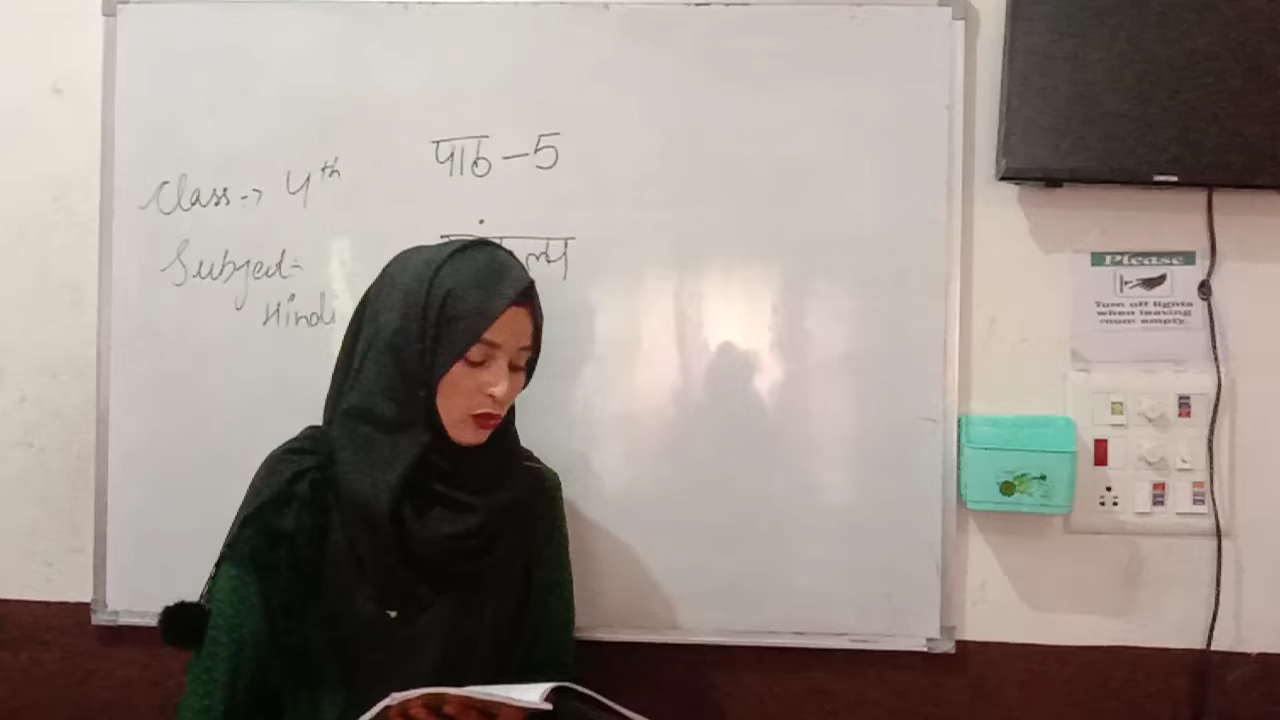 पाठ - 5
Class :-> 4th
Subject :-
Hindi
Please
Turn off lights
when leaving
room empty.